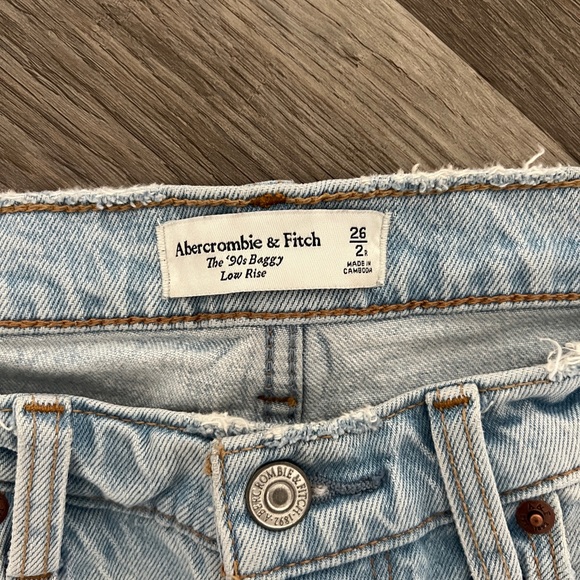 Abercrombie & Fitch
The '90s Baggy
Low Rise
26
2R
MADE IN
CAMBODIA
ABERCROMBIE & FITCH
1892